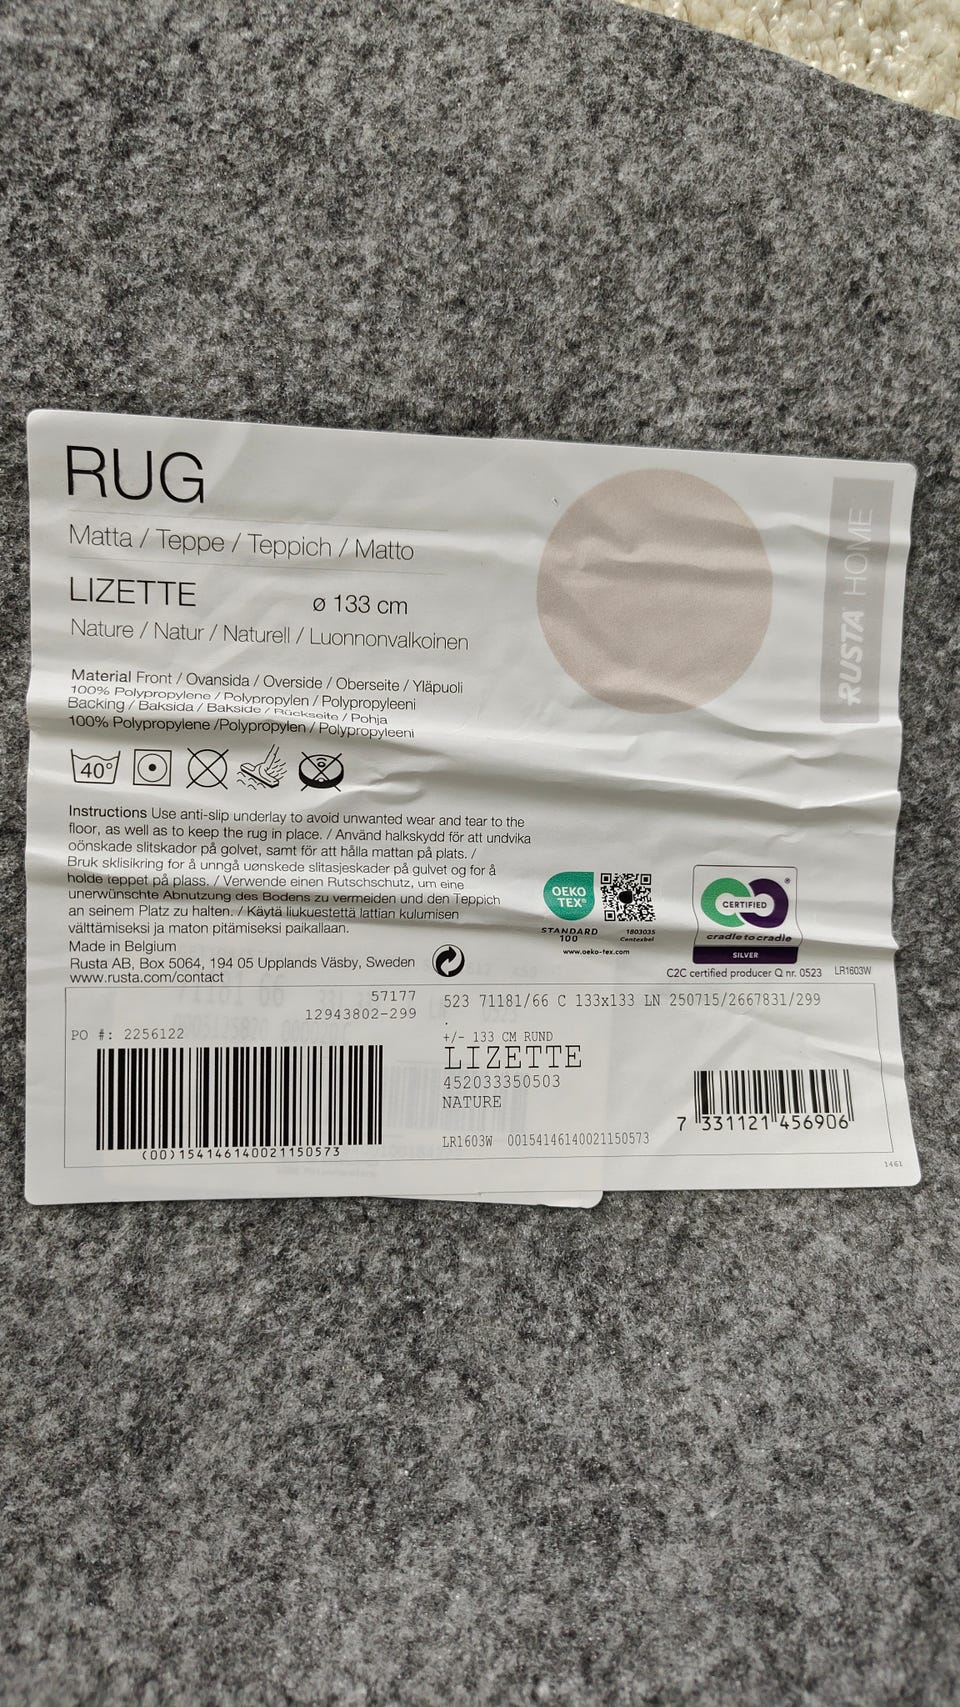 RUG
Matta / Teppe / Teppich / Matto
LIZETTE ø 133 cm
Nature / Natur / Naturell / Luonnonvalkoinen
RUSTA HOME
Material Front / Ovansida / Overside / Oberseite / Yläpuoli
100% Polypropylene / Polypropylen / Polypropyleeni
Backing / Baksida / Bakside / Rückseite / Pohja
100% Polypropylene /Polypropylen / Polypropyleeni
40°
Instructions Use anti-slip underlay to avoid unwanted wear and tear to the
floor, as well as to keep the rug in place. / Använd halkskydd för att undvika
oönskade slitskador på golvet, samt för att hålla mattan på plats. /
Bruk sklisikring for å unngå uønskede slitasjeskader på gulvet og for å
holde teppet på plass. / Verwende einen Rutschschutz, um eine
unerwünschte Abnutzung des Bodens zu vermeiden und den Teppich
an seinem Platz zu halten. / Käytä liukuestettä lattian kulumisen
välttämiseksi ja maton pitämiseksi paikallaan.
Made in Belgium
Rusta AB, Box 5064, 194 05 Upplands Väsby, Sweden
www.rusta.com/contact
OEKO
TEX®
STANDARD
100
1803035
Centexbel
www.oeko-tex.com
CERTIFIED
®
cradletocradle
SILVER
C2C certified producer Q nr. 0523 LR1603W
57177
12943802-299
PO #: 2256122
(00)154146140021150573
523 71181/66 C 133x133 LN 250715/2667831/299
.
+/- 133 CM RUND
LIZETTE
452033350503
NATURE
LR1603W 00154146140021150573
7 331121 456906
1461